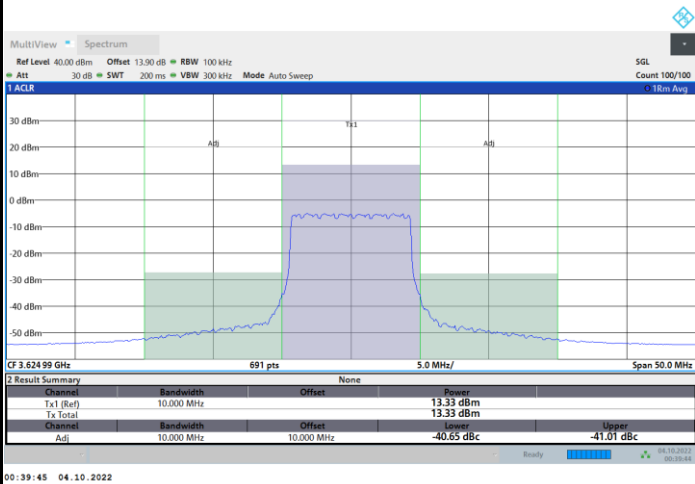 MultiView Spectrum
Ref Level 40.00 dBm Offset 13.90 dB RBW 100 kHz SGL
Att 30 dB SWT 200 ms VBW 300 kHz Mode Auto Sweep Count 100/100
1 ACLR 1Rm Avg
30 dBm
Tx1
20 dBm
Adj Adj
10 dBm
0 dBm
-10 dBm
-20 dBm
-30 dBm
-40 dBm
-50 dBm
CF 3.624 99 GHz 691 pts 5.0 MHz/ Span 50.0 MHz
2 Result Summary None
Channel Bandwidth Offset Power
Tx1 (Ref) 10.000 MHz 13.33 dBm
Tx Total 13.33 dBm
Channel Bandwidth Offset Lower Upper
Adj 10.000 MHz 10.000 MHz -40.65 dBc -41.01 dBc
Ready 04.10.2022
00:39:44
00:39:45 04.10.2022